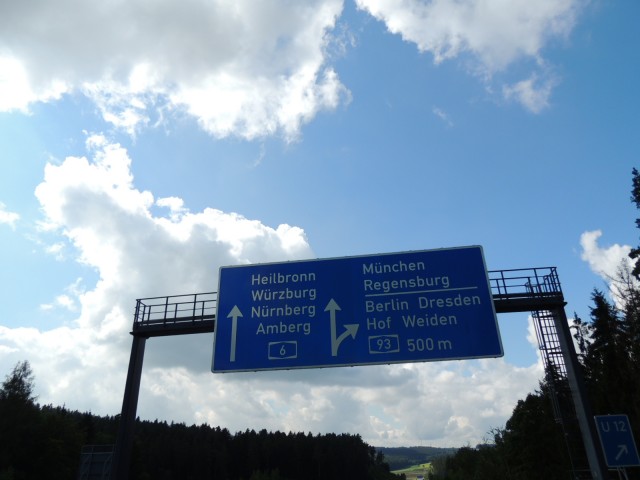 Heilbronn
Würzburg
Nürnberg
Amberg
6
München
Regensburg
Berlin Dresden
Hof Weiden
93 500 m
U 12